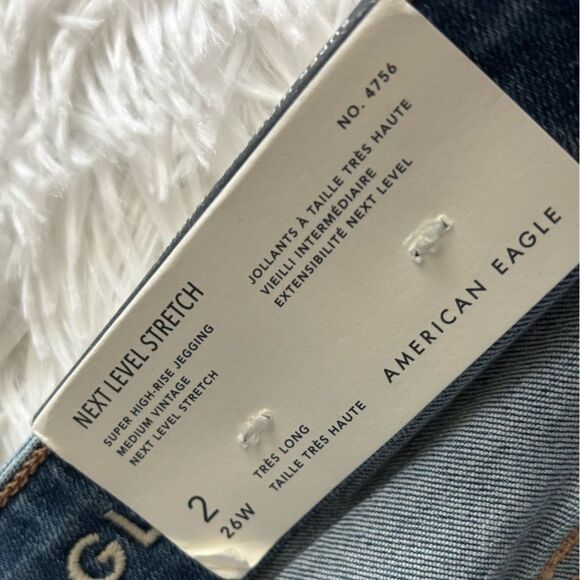 NEXT LEVEL STRETCH
SUPER HIGH-RISE JEGGING
MEDIUM VINTAGE
NEXT LEVEL STRETCH
NO. 4756
JOLLANTS À TAILLE TRÈS HAUTE
VIEILLI INTERMÉDIAIRE
EXTENSIBILITÉ NEXT LEVEL
2
26W
TRÈS LONG
TAILLE TRÈS HAUTE
AMERICAN EAGLE
GL